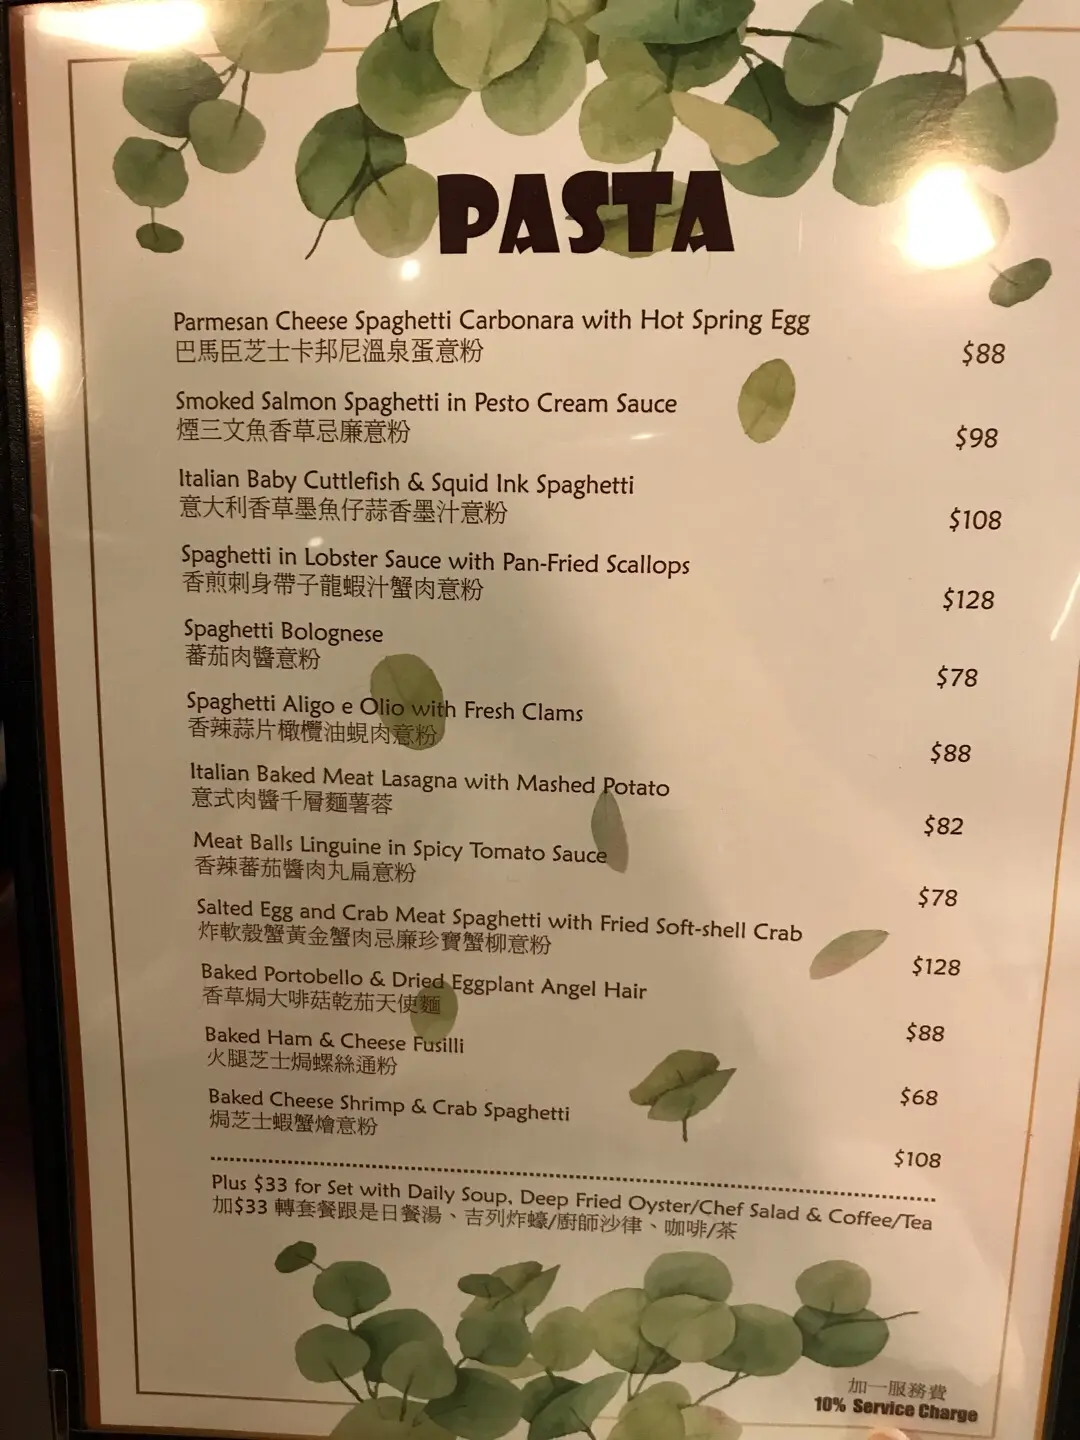 PASTA
Parmesan Cheese Spaghetti Carbonara with Hot Spring Egg
巴馬臣芝士卡邦尼溫泉蛋意粉
$88
Smoked Salmon Spaghetti in Pesto Cream Sauce
煙三文魚香草忌廉意粉
$98
Italian Baby Cuttlefish & Squid Ink Spaghetti
意大利香草墨魚仔蒜香墨汁意粉
$108
Spaghetti in Lobster Sauce with Pan-Fried Scallops
香煎刺身帶子龍蝦汁蟹肉意粉
$128
Spaghetti Bolognese
蕃茄肉醬意粉
$78
Spaghetti Aligo e Olio with Fresh Clams
香辣蒜片橄欖油蜆肉意粉
$88
Italian Baked Meat Lasagna with Mashed Potato
意式肉醬千層麵薯蓉
$82
Meat Balls Linguine in Spicy Tomato Sauce
香辣蕃茄醬肉丸扁意粉
$78
Salted Egg and Crab Meat Spaghetti with Fried Soft-shell Crab
炸軟殼蟹黃金蟹肉忌廉珍寶蟹柳意粉
$128
Baked Portobello & Dried Eggplant Angel Hair
香草焗大啡菇乾茄天使麵
$88
Baked Ham & Cheese Fusilli
火腿芝士焗螺絲通粉
$68
Baked Cheese Shrimp & Crab Spaghetti
焗芝士蝦蟹燴意粉
$108
Plus $33 for Set with Daily Soup, Deep Fried Oyster/Chef Salad & Coffee/Tea
加$33 轉套餐跟是日餐湯、吉列炸蠔/廚師沙律、咖啡/茶
加一服務費
10% Service Charge